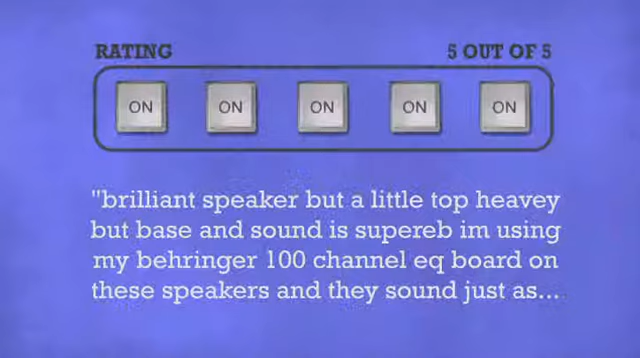 RATING 5 OUT OF 5
ON ON ON ON ON
"brilliant speaker but a little top heavey
but base and sound is supereb im using
my behringer 100 channel eq board on
these speakers and they sound just as...